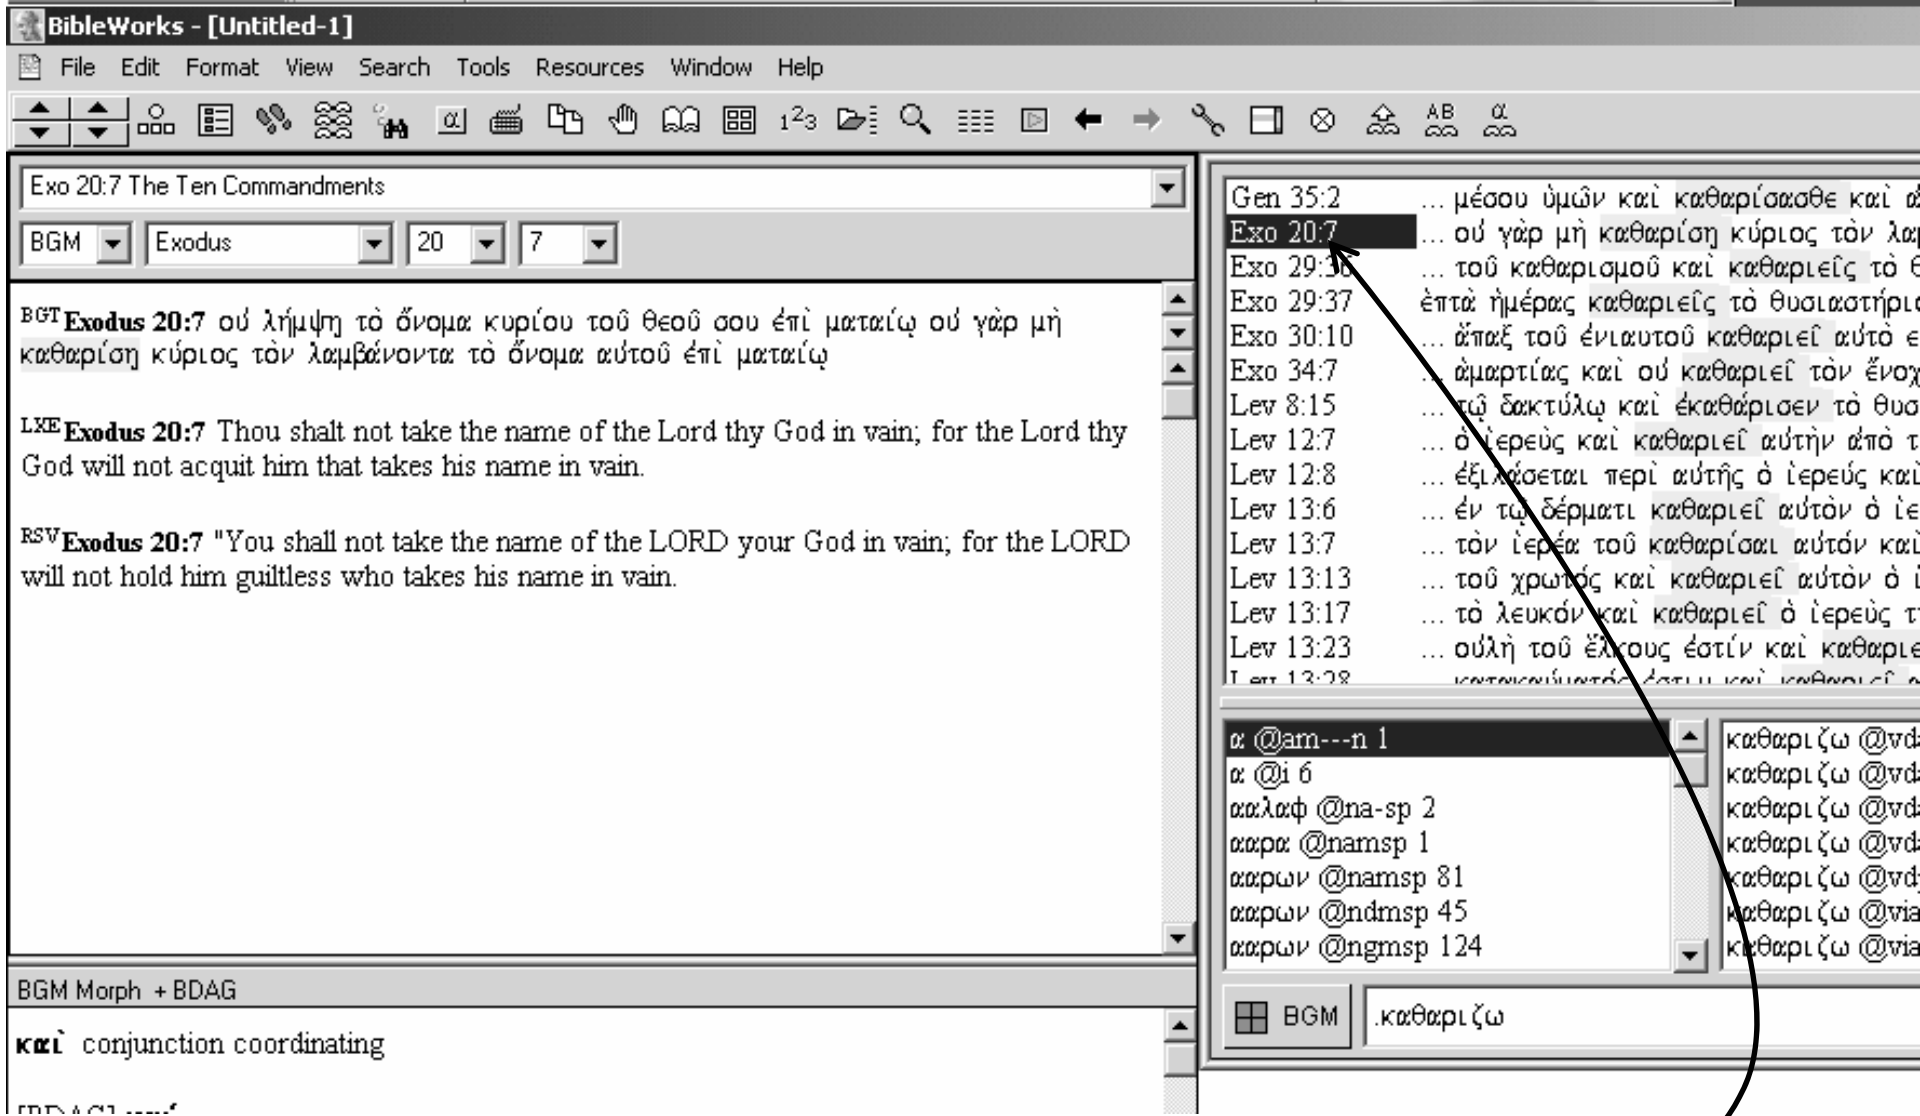 BibleWorks - [Untitled-1]
File Edit Format View Search Tools Resources Window Help
α 1²3 AB α
Exo 20:7 The Ten Commandments
BGM Exodus 20 7
BGT Exodus 20:7 οὐ λήμψῃ τὸ ὄνομα κυρίου τοῦ θεοῦ σου ἐπὶ ματαίῳ οὐ γὰρ μὴ
καθαρίσῃ κύριος τὸν λαμβάνοντα τὸ ὄνομα αὐτοῦ ἐπὶ ματαίῳ
LXE Exodus 20:7 Thou shalt not take the name of the Lord thy God in vain; for the Lord thy
God will not acquit him that takes his name in vain.
RSV Exodus 20:7 "You shall not take the name of the LORD your God in vain; for the LORD
will not hold him guiltless who takes his name in vain.
BGM Morph + BDAG
καὶ conjunction coordinating
Gen 35:2 ... μέσου ὑμῶν καὶ καθαρίσασθε καὶ
Exo 20:7 ... οὐ γὰρ μὴ καθαρίσῃ κύριος τὸν
Exo 29:36 ... τοῦ καθαρισμοῦ καὶ καθαριεῖς τὸ
Exo 29:37 ἑπτὰ ἡμέρας καθαριεῖς τὸ
Exo 30:10 ... ἅπαξ τοῦ ἐνιαυτοῦ καθαριεῖ αὐτὸ
Exo 34:7 ... ἁμαρτίας καὶ οὐ καθαριεῖ τὸν
Lev 8:15 ... τῷ δακτύλῳ καὶ ἐκαθάρισεν τὸ
Lev 12:7 ... ὁ ἱερεὺς καὶ καθαριεῖ αὐτὴν ἀπὸ
Lev 12:8 ... ἐξιλάσεται περὶ αὐτῆς ὁ ἱερεύς καὶ
Lev 13:6 ... ἐν τῷ δέρματι καθαριεῖ αὐτὸν ὁ
Lev 13:7 ... τὸν ἱερέα τοῦ καθαρίσαι αὐτόν καὶ
Lev 13:13 ... τοῦ χρωτός καὶ καθαριεῖ αὐτὸν ὁ
Lev 13:17 ... τὸ λευκόν καὶ καθαριεῖ ὁ ἱερεὺς
Lev 13:23 ... οὐλὴ τοῦ ἕλκους ἐστίν καὶ
Lev 13:28
α @am---n 1
α @i 6
ααλαφ @na-sp 2
ααρα @namsp 1
ααρων @namsp 81
ααρων @ndmsp 45
ααρων @ngmsp 124
καθαριζω
καθαριζω
καθαριζω
καθαριζω
καθαριζω
καθαριζω
καθαριζω
BGM .καθαριζω